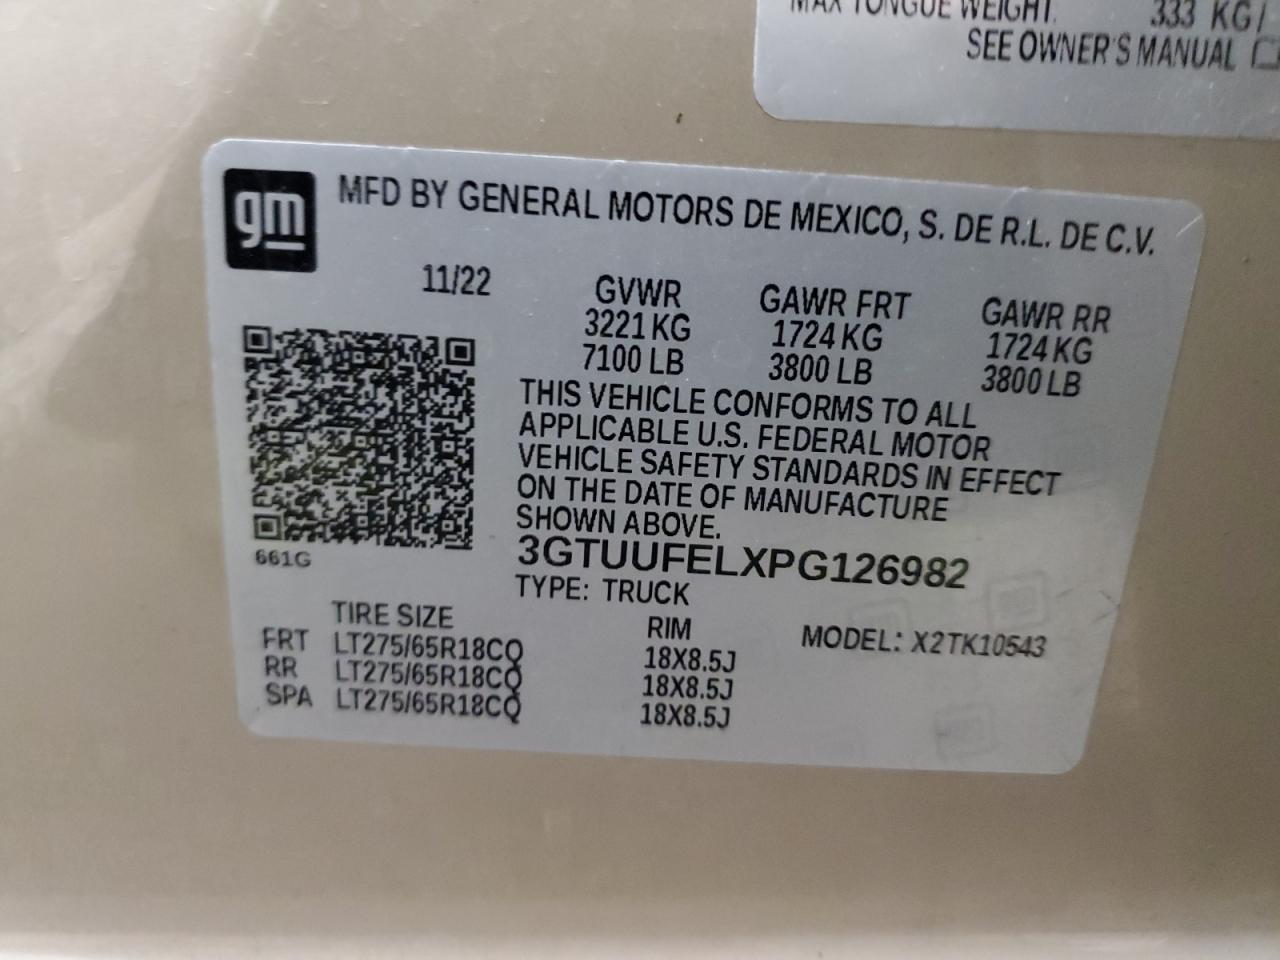 MAX TONGUE WEIGHT. 333 KG/
SEE OWNER'S MANUAL
gm
MFD BY GENERAL MOTORS DE MEXICO, S. DE R.L. DE C.V.
11/22 GVWR GAWR FRT GAWR RR
3221 KG 1724 KG 1724 KG
7100 LB 3800 LB 3800 LB
THIS VEHICLE CONFORMS TO ALL
APPLICABLE U.S. FEDERAL MOTOR
VEHICLE SAFETY STANDARDS IN EFFECT
ON THE DATE OF MANUFACTURE
SHOWN ABOVE.
661G
3GTUUFELXPG126982
TYPE: TRUCK
TIRE SIZE RIM MODEL: X2TK10543
FRT LT275/65R18CQ 18X8.5J
RR LT275/65R18CQ 18X8.5J
SPA LT275/65R18CQ 18X8.5J